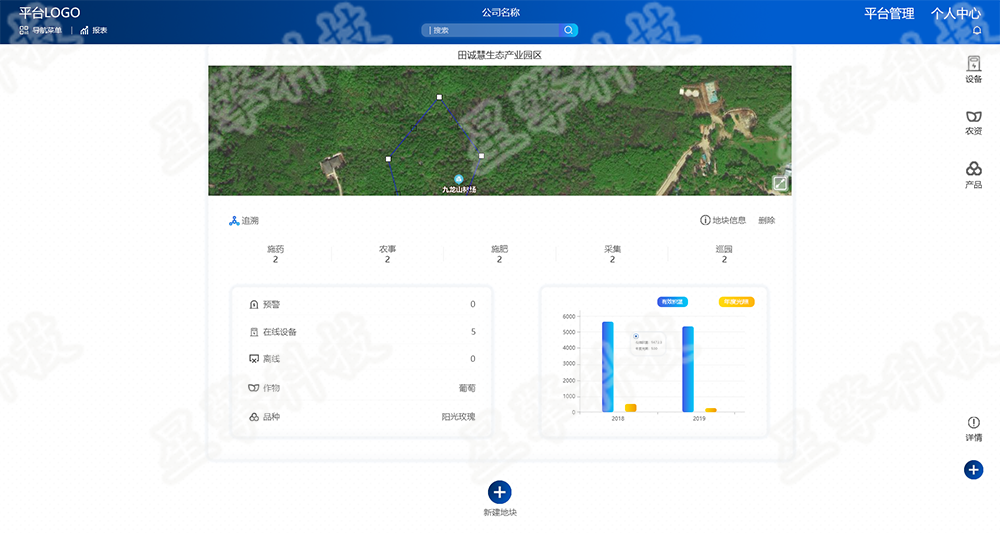 平台LOGO
公司名称
平台管理 个人中心
导航菜单 | 报表
搜索
田诚慧生态产业园区
设备
农资
产品
九龙山林场
追溯
地块信息 删除
施药 农事 施肥 采集 巡园
2 2 2 2 2
预警 0
在线设备 5
离线 0
作物 葡萄
品种 阳光玫瑰
有效积温
6000
5000
4000
3000
2000
1000
0
2018 2019
详情
新建地块
星擎科技